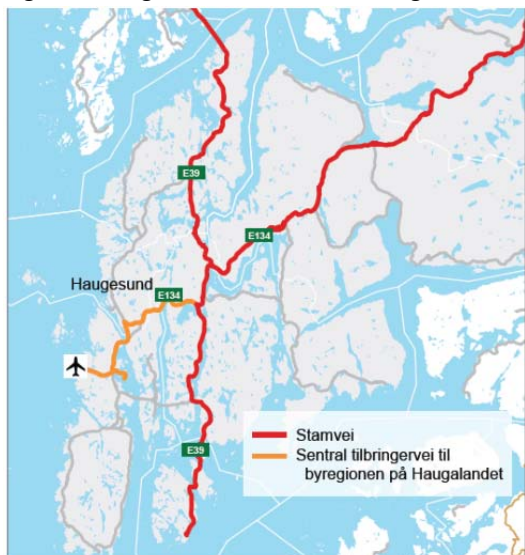 E39
E134
Haugesund
E134
E39
Stamvei
Sentral tilbringervei til
byregionen på Haugalandet